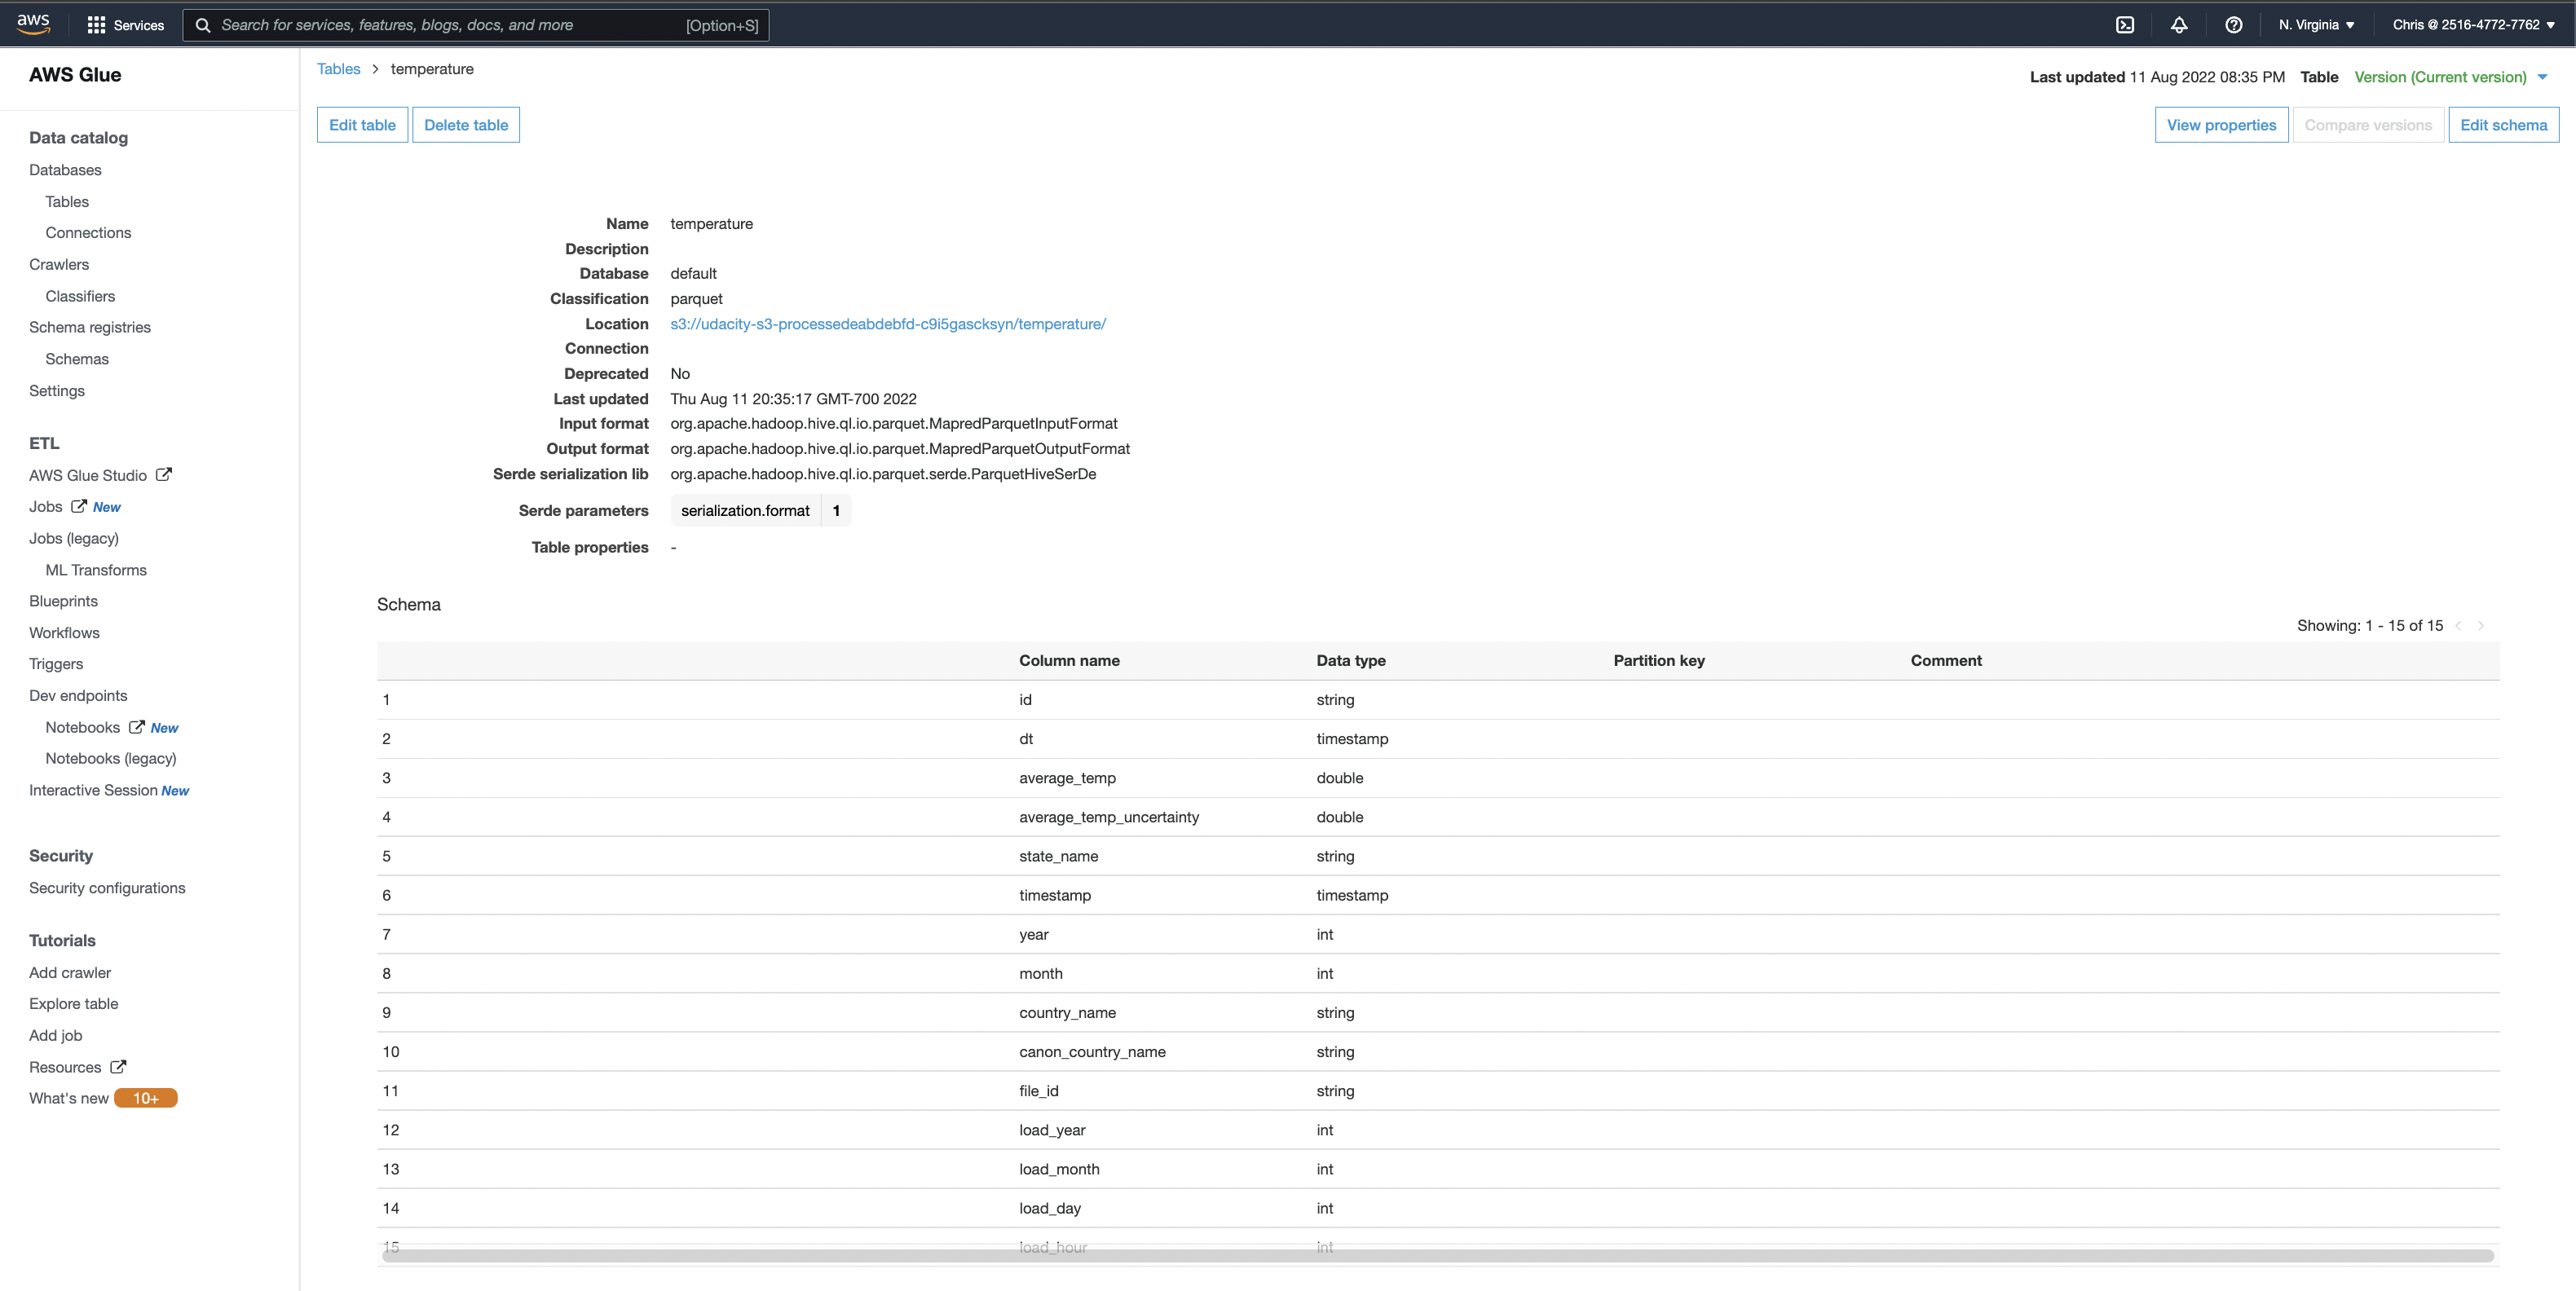 aws Services Search for services, features, blogs, docs, and more [Option+S] N. Virginia Chris @ 2516-4772-7762
AWS Glue
Data catalog
Databases
Tables
Connections
Crawlers
Classifiers
Schema registries
Schemas
Settings
ETL
AWS Glue Studio
Jobs New
Jobs (legacy)
ML Transforms
Blueprints
Workflows
Triggers
Dev endpoints
Notebooks New
Notebooks (legacy)
Interactive Session New
Security
Security configurations
Tutorials
Add crawler
Explore table
Add job
Resources
What's new 10+
Tables > temperature
Last updated 11 Aug 2022 08:35 PM Table Version (Current version)
Edit table Delete table View properties Compare versions Edit schema
Name temperature
Description
Database default
Classification parquet
Location s3://udacity-s3-processedeabdebfd-c9i5gascksyn/temperature/
Connection
Deprecated No
Last updated Thu Aug 11 20:35:17 GMT-700 2022
Input format org.apache.hadoop.hive.ql.io.parquet.MapredParquetInputFormat
Output format org.apache.hadoop.hive.ql.io.parquet.MapredParquetOutputFormat
Serde serialization lib org.apache.hadoop.hive.ql.io.parquet.serde.ParquetHiveSerDe
Serde parameters serialization.format 1
Table properties -
Schema
Showing: 1 - 15 of 15 < >
Column name Data type Partition key Comment
1 id string
2 dt timestamp
3 average_temp double
4 average_temp_uncertainty double
5 state_name string
6 timestamp timestamp
7 year int
8 month int
9 country_name string
10 canon_country_name string
11 file_id string
12 load_year int
13 load_month int
14 load_day int
15 load_hour int